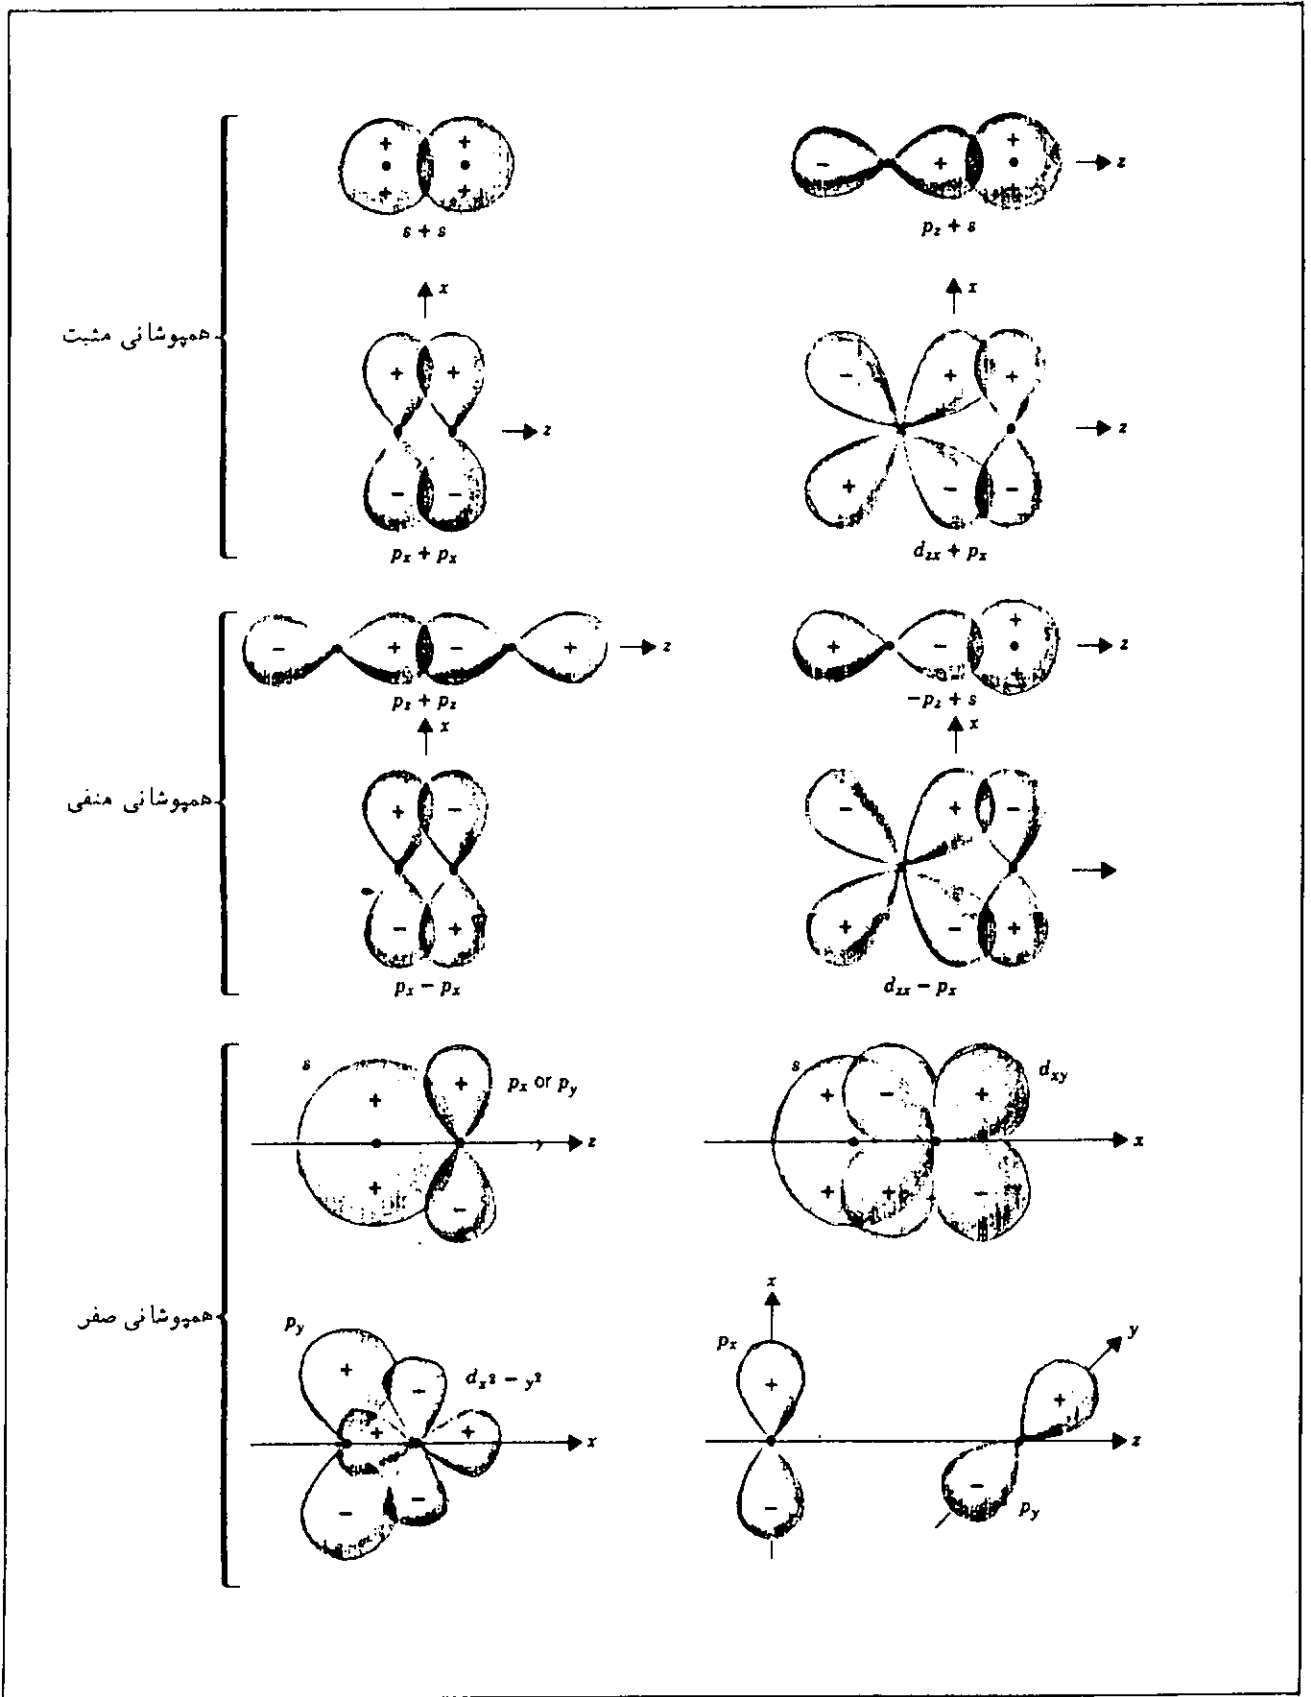 + + + + - + + +
z
s + s
p_z + s
x
x
همپوشانی مثبت
+ + - + +
z
z
- - + - -
p_x + p_x
d_zx + p_x
- + - +
z
+ - + +
z
p_z + p_z
-p_z + s
x
x
همپوشانی منفی
+ - - + -
- + + - +
p_x - p_x
d_zx - p_x
s
+
p_x or p_y
s
d_xy
+ + - +
z
x
+ - + + -
همپوشانی صفر
p_y
+ -
d_x² - y²
x
p_x
y
+
+
+ +
x
z
- -
-
-
p_y